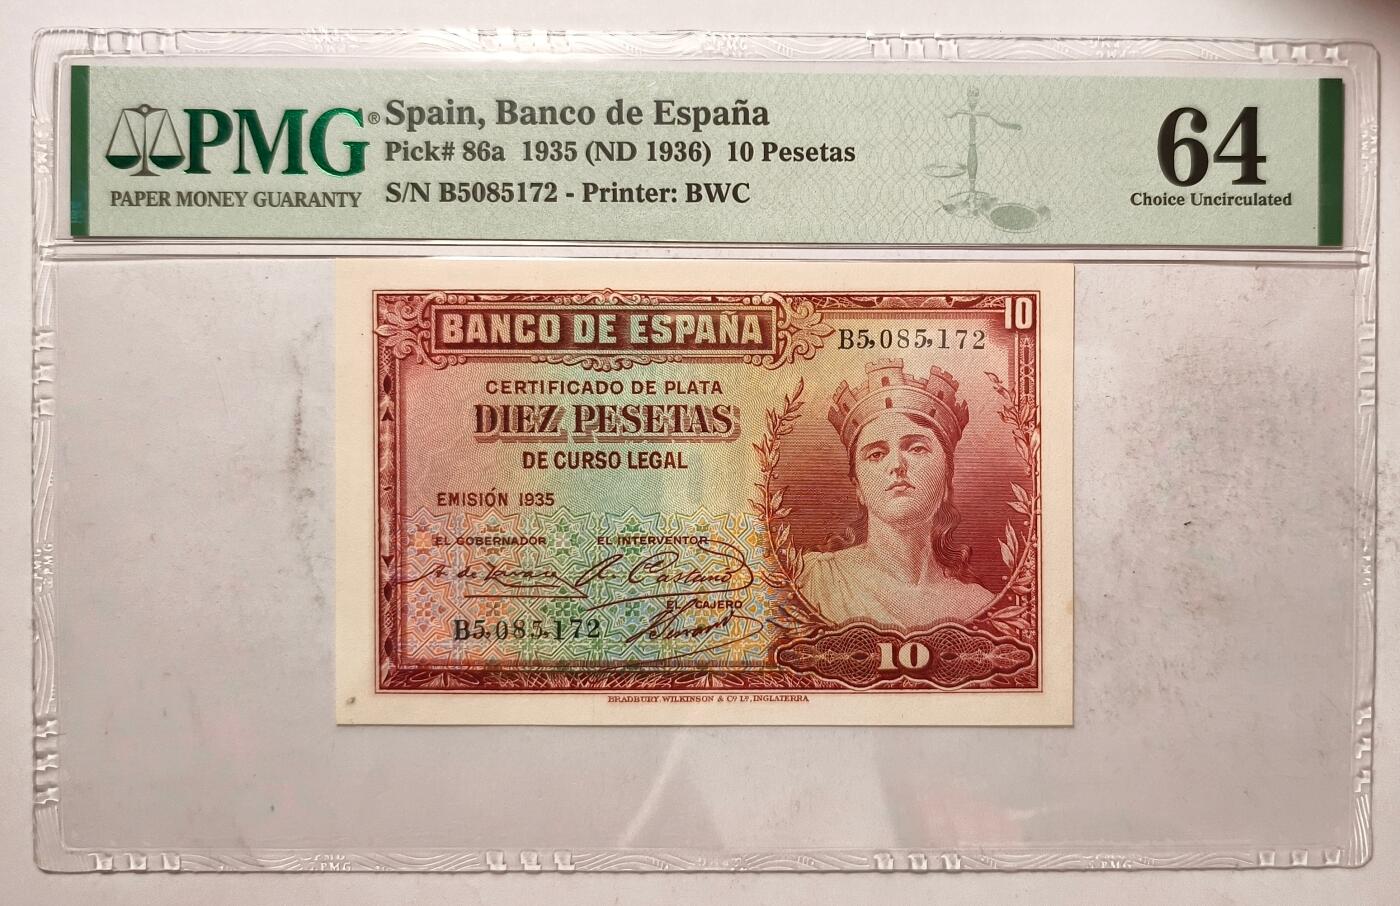 PMG®
PAPER MONEY GUARANTY
Spain, Banco de España
Pick# 86a 1935 (ND 1936) 10 Pesetas
S/N B5085172 - Printer: BWC
64
Choice Uncirculated
BANCO DE ESPAÑA
10
B5,085,172
CERTIFICADO DE PLATA
DIEZ PESETAS
DE CURSO LEGAL
EMISIÓN 1935
EL GOBERNADOR EL INTERVENTOR
EL CAJERO
B5,085,172
10
BRADBURY, WILKINSON & Cº Lᴰ, INGLATERRA